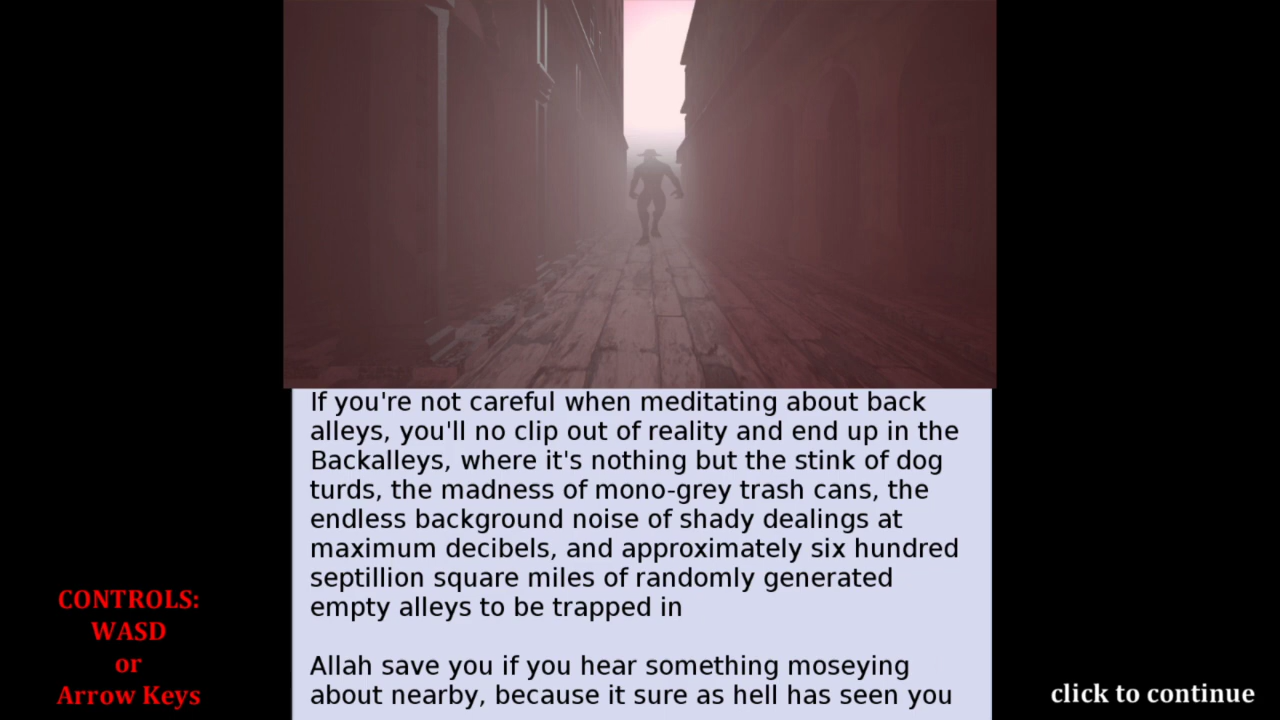 If you're not careful when meditating about back
alleys, you'll no clip out of reality and end up in the
Backalleys, where it's nothing but the stink of dog
turds, the madness of mono-grey trash cans, the
endless background noise of shady dealings at
maximum decibels, and approximately six hundred
septillion square miles of randomly generated
empty alleys to be trapped in
Allah save you if you hear something moseying
about nearby, because it sure as hell has seen you
CONTROLS:
WASD
or
Arrow Keys
click to continue